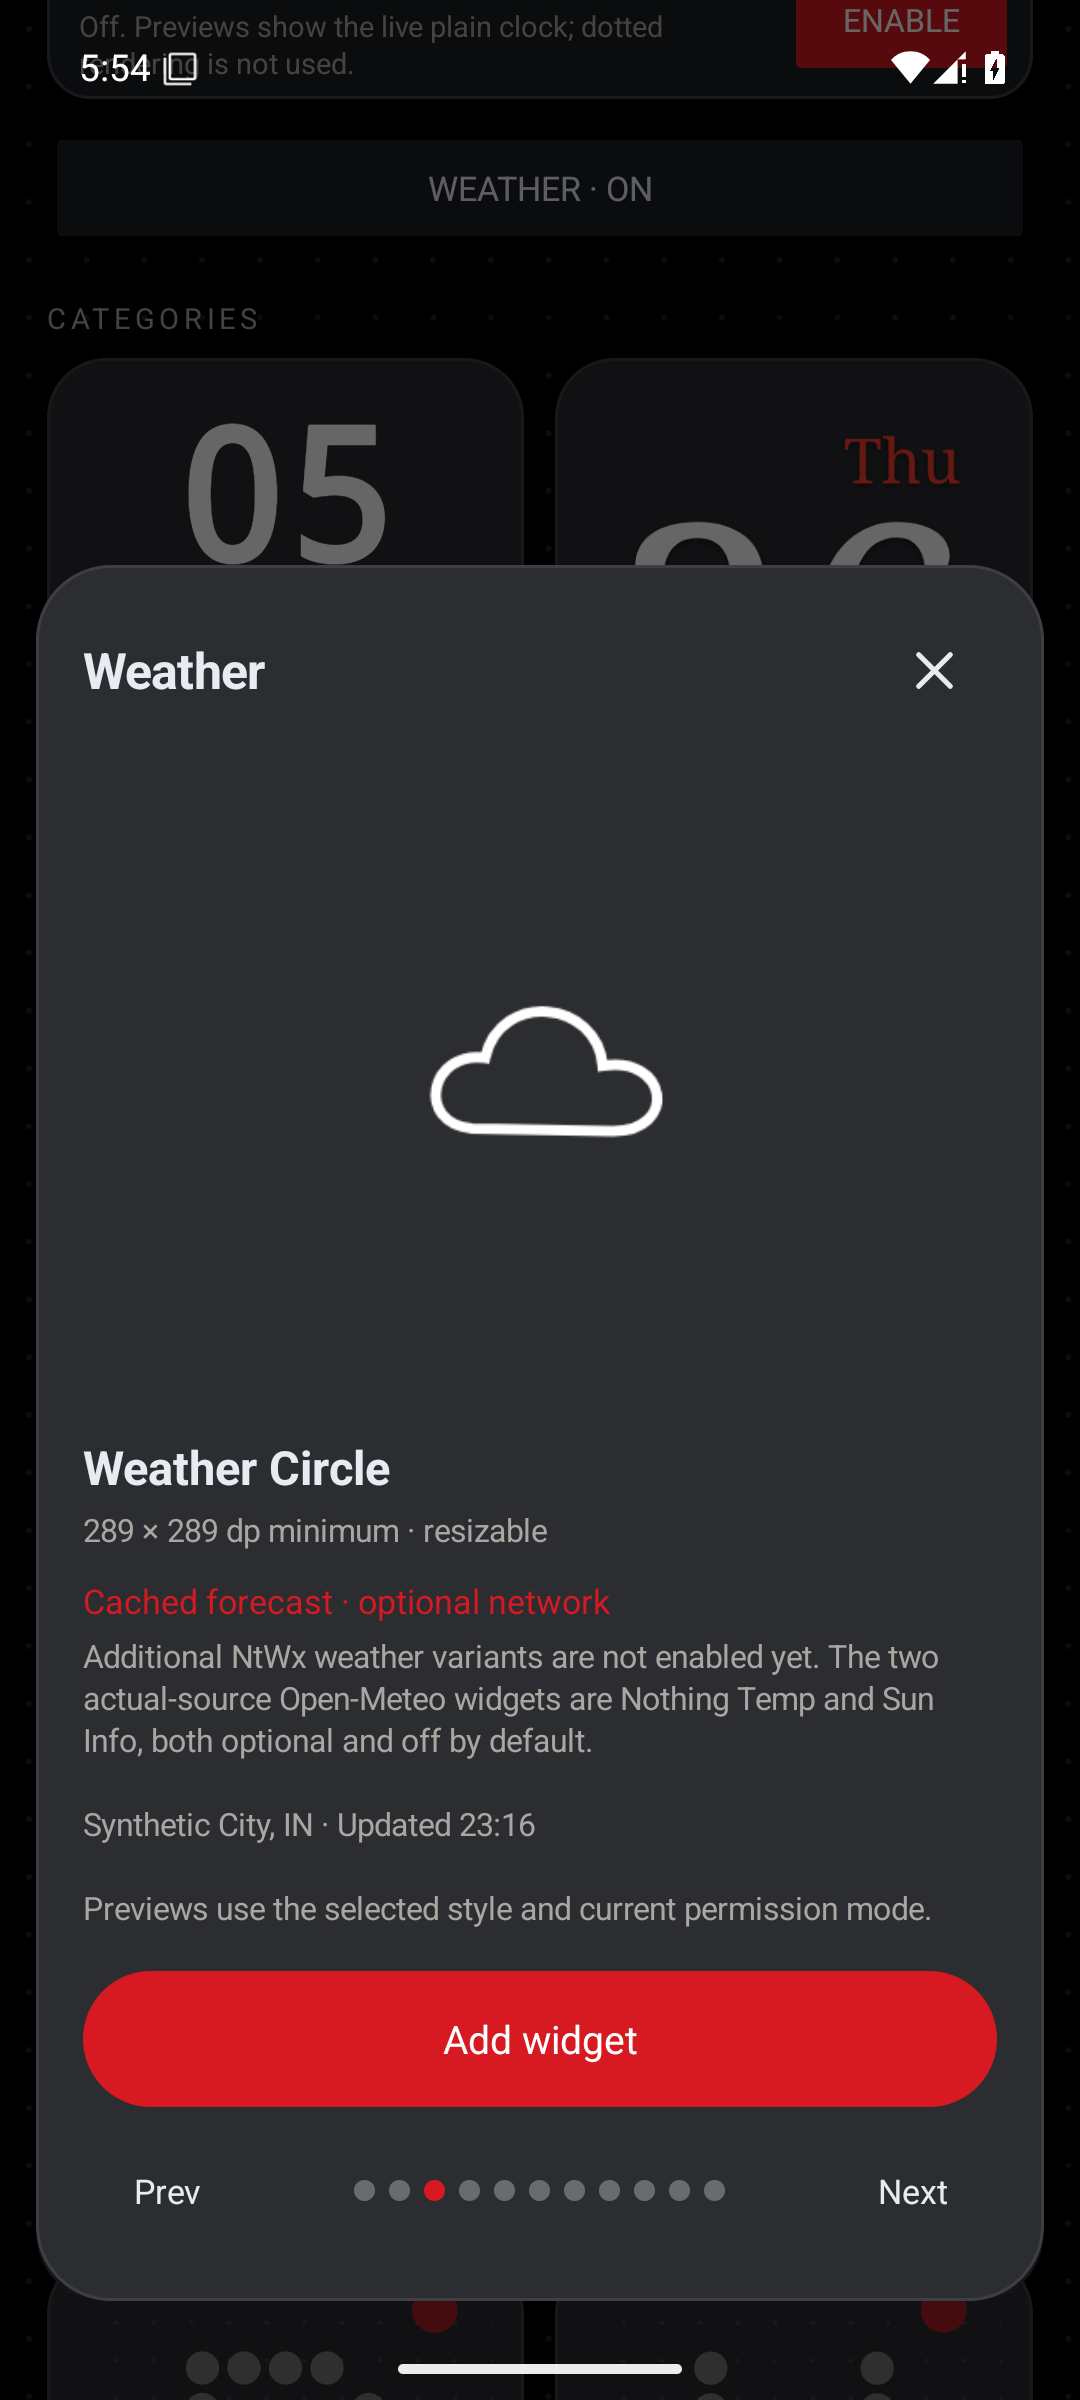 Off. Previews show the live plain clock; dotted
rendering is not used.
ENABLE
5:54
WEATHER · ON
CATEGORIES
05
Thu
Weather
Weather Circle
289 × 289 dp minimum · resizable
Cached forecast · optional network
Additional NtWx weather variants are not enabled yet. The two
actual-source Open-Meteo widgets are Nothing Temp and Sun
Info, both optional and off by default.
Synthetic City, IN · Updated 23:16
Previews use the selected style and current permission mode.
Add widget
Prev
Next